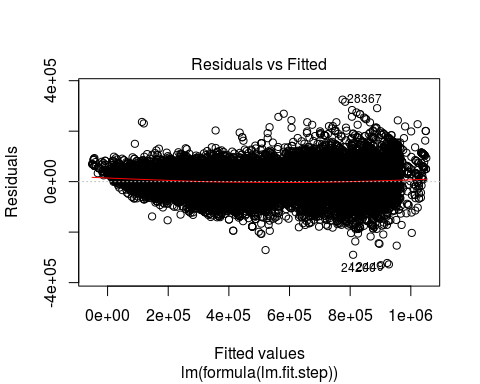 Residuals vs Fitted
4e+05
0e+00
-4e+05
Residuals
28367
0e+00 2e+05 4e+05 6e+05 8e+05 1e+06
Fitted values
lm(formula(lm.fit.step))